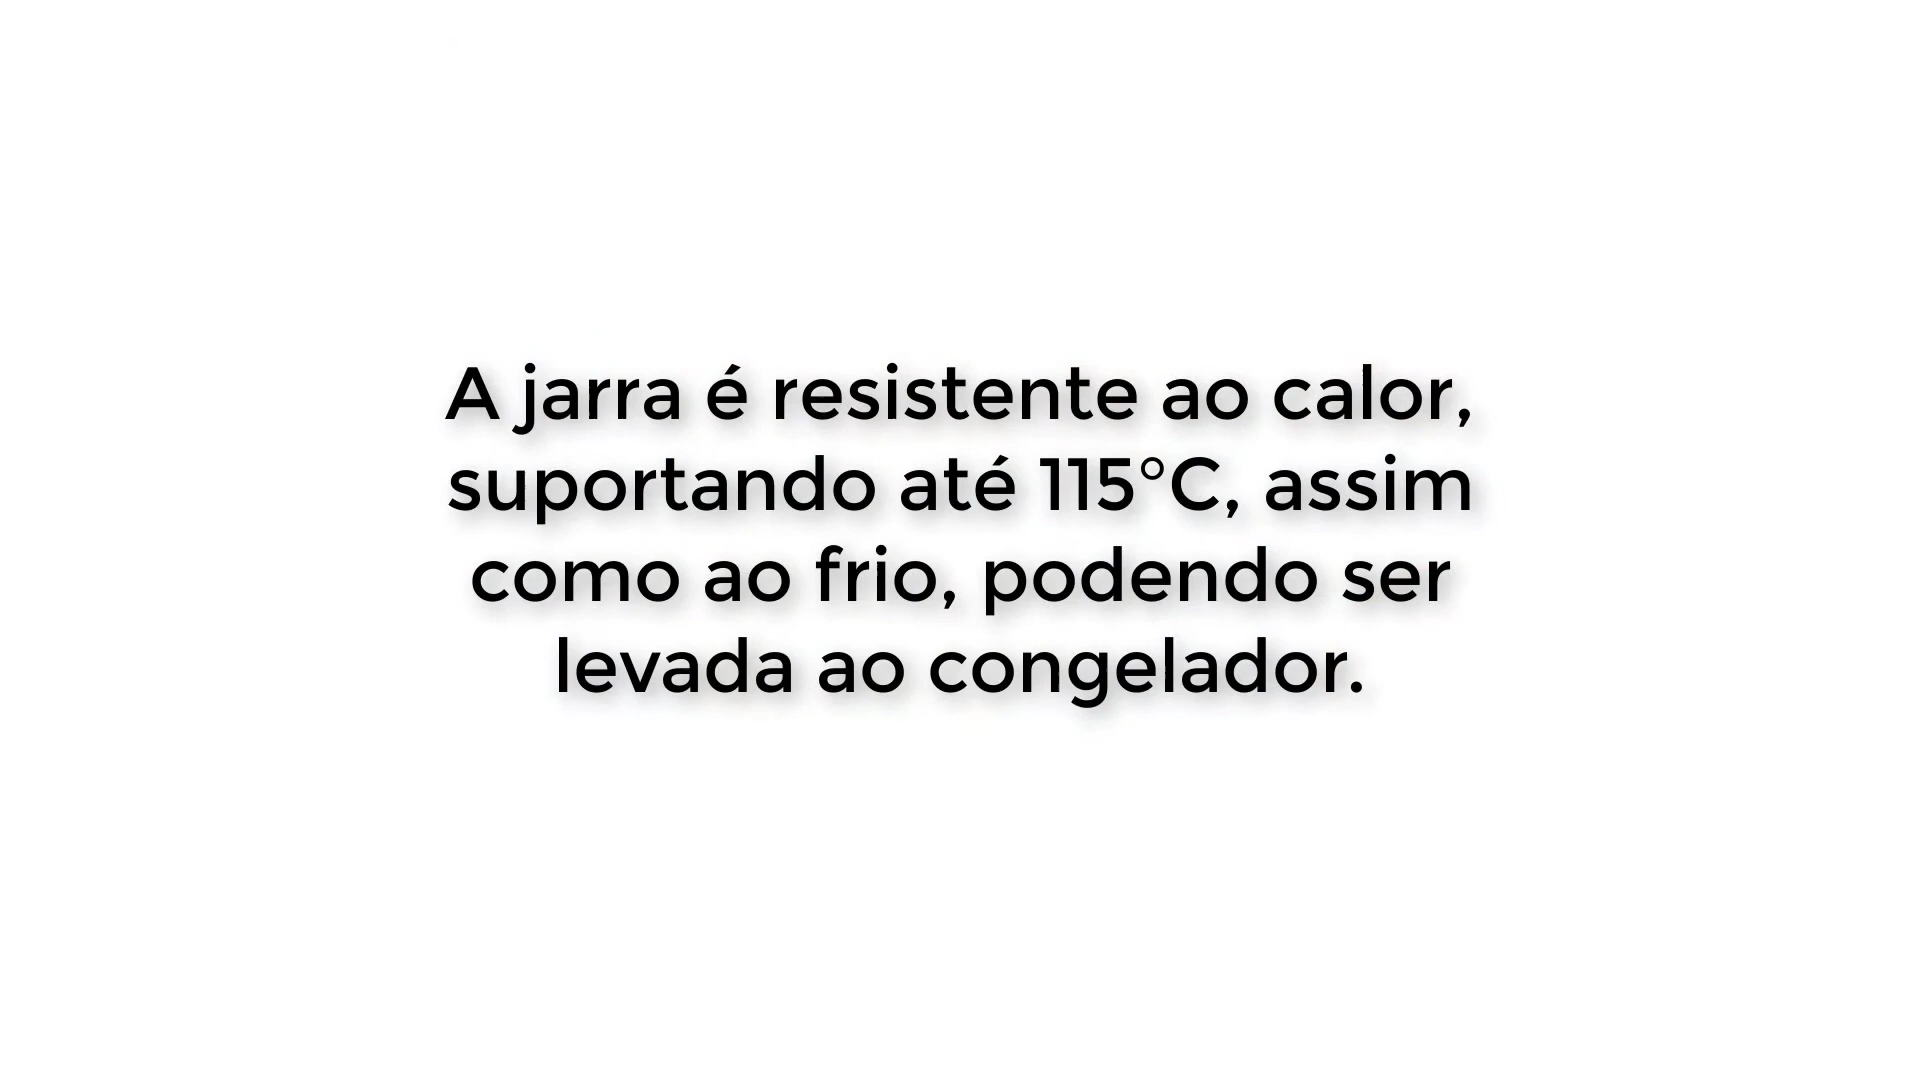 A jarra é resistente ao calor,
suportando até 115°C, assim
como ao frio, podendo ser
levada ao congelador.